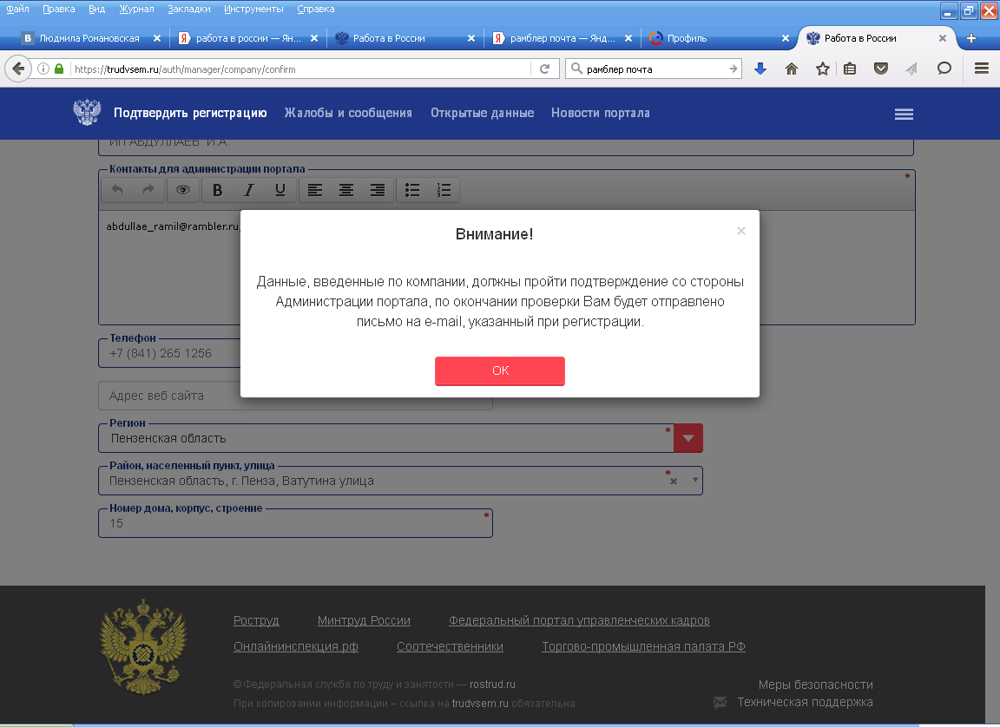 Файл Правка Вид Журнал Закладки Инструменты Справка
В Людмила Романовская × Я работа в россии — Ян... × Работа в России × Я рамблер почта — Янд... × Профиль × Работа в России × +
https://trudvsem.ru/auth/manager/company/confirm рамблер почта
Подтвердить регистрацию Жалобы и сообщения Открытые данные Новости портала
ИП АБДУЛЛАЕВ И.А.
Контакты для администрации портала *
B I U
abdullae_ramil@rambler.ru
Внимание! ×
Данные, введенные по компании, должны пройти подтверждение со стороны
Администрации портала, по окончании проверки Вам будет отправлено
письмо на e-mail, указанный при регистрации.
ОК
Телефон
+7 (841) 265 1256
Адрес веб сайта
Регион
Пензенская область *
Район, населенный пункт, улица
Пензенская область, г. Пенза, Ватутина улица * ×
Номер дома, корпус, строение
15 *
Роструд Минтруд России Федеральный портал управленческих кадров
Онлайнинспекция.рф Соотечественники Торгово-промышленная палата РФ
© Федеральная служба по труду и занятости — rostrud.ru
При копировании информации – ссылка на trudvsem.ru обязательна.
Меры безопасности
Техническая поддержка